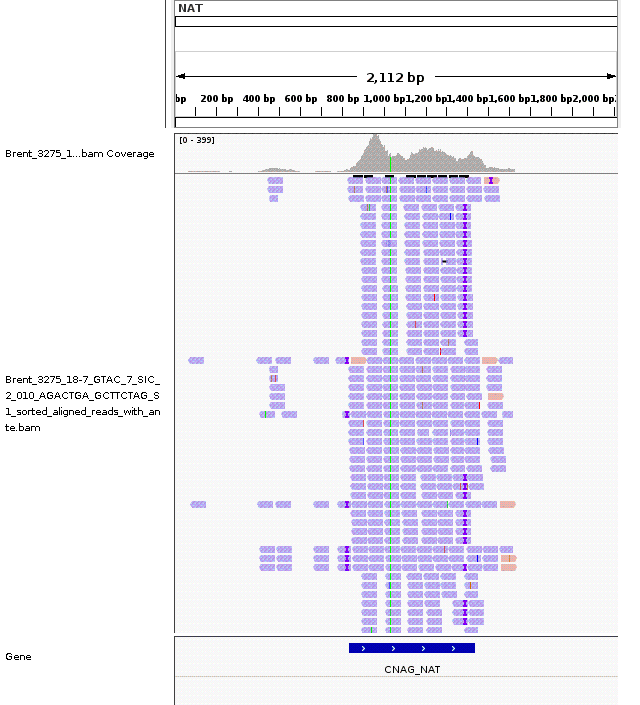 NAT
2,112 bp
bp 200 bp 400 bp 600 bp 800 bp 1,000 bp 1,200 bp 1,400 bp 1,600 bp 1,800 bp 2,000 bp
[0 - 399]
Brent_3275_1...bam Coverage
Brent_3275_18-7_GTAC_7_SIC_
2_010_AGACTGA_GCTTCTAG_S
1_sorted_aligned_reads_with_an
te.bam
Gene
CNAG_NAT